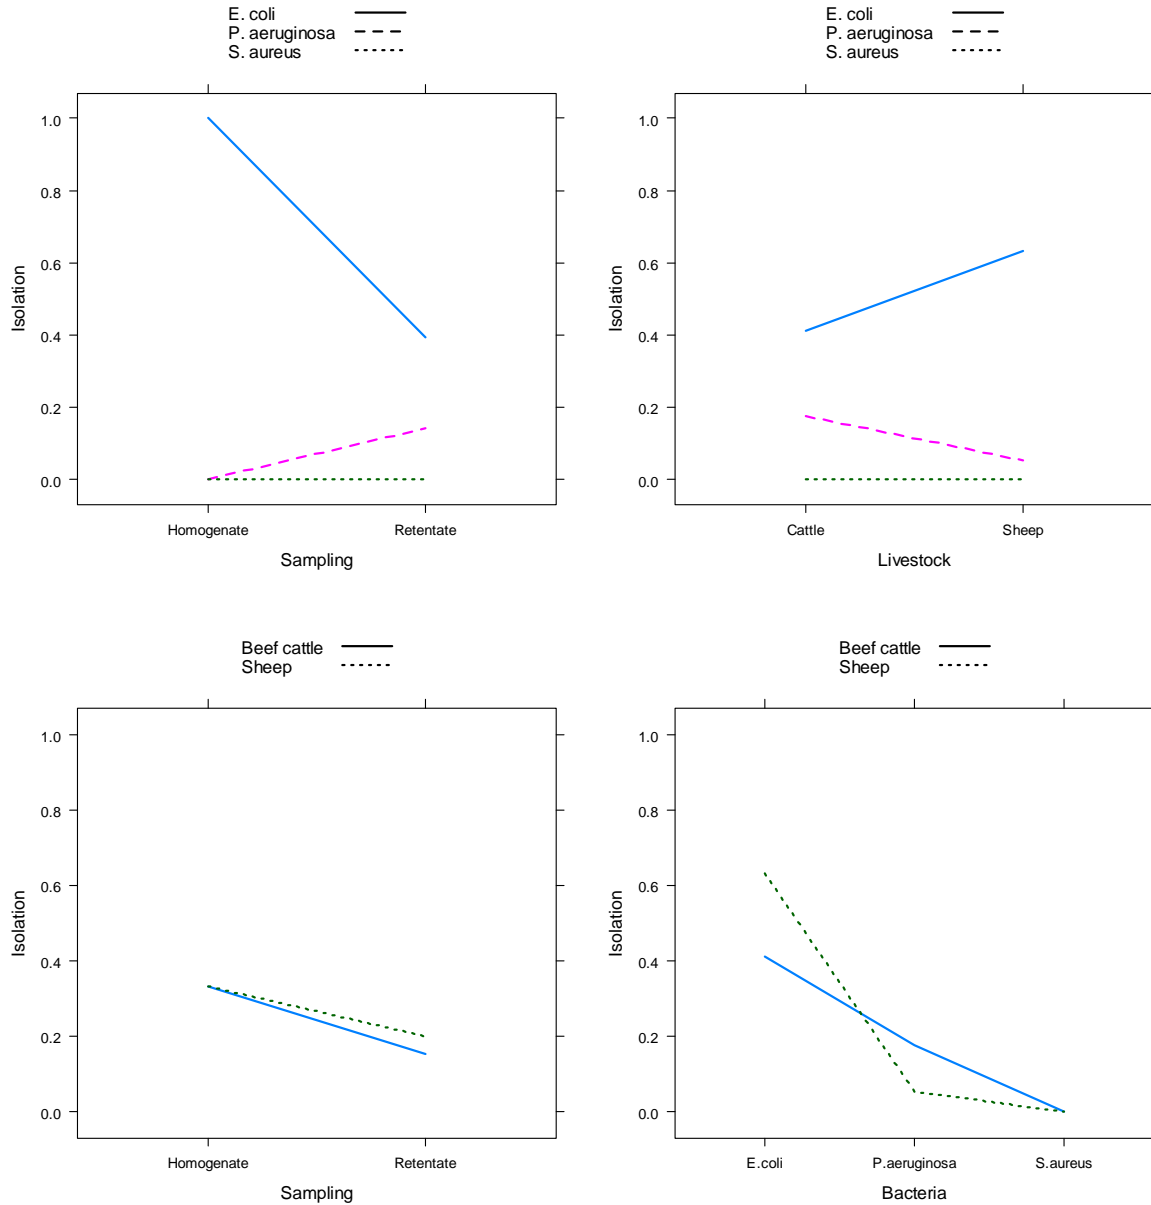 E. coli
P. aeruginosa
S. aureus
1.0
0.8
0.6
0.4
0.2
0.0
Isolation
Homogenate Retentate
Sampling
E. coli
P. aeruginosa
S. aureus
1.0
0.8
0.6
0.4
0.2
0.0
Isolation
Cattle Sheep
Livestock
Beef cattle
Sheep
1.0
0.8
0.6
0.4
0.2
0.0
Isolation
Homogenate Retentate
Sampling
Beef cattle
Sheep
1.0
0.8
0.6
0.4
0.2
0.0
Isolation
E.coli P.aeruginosa S.aureus
Bacteria